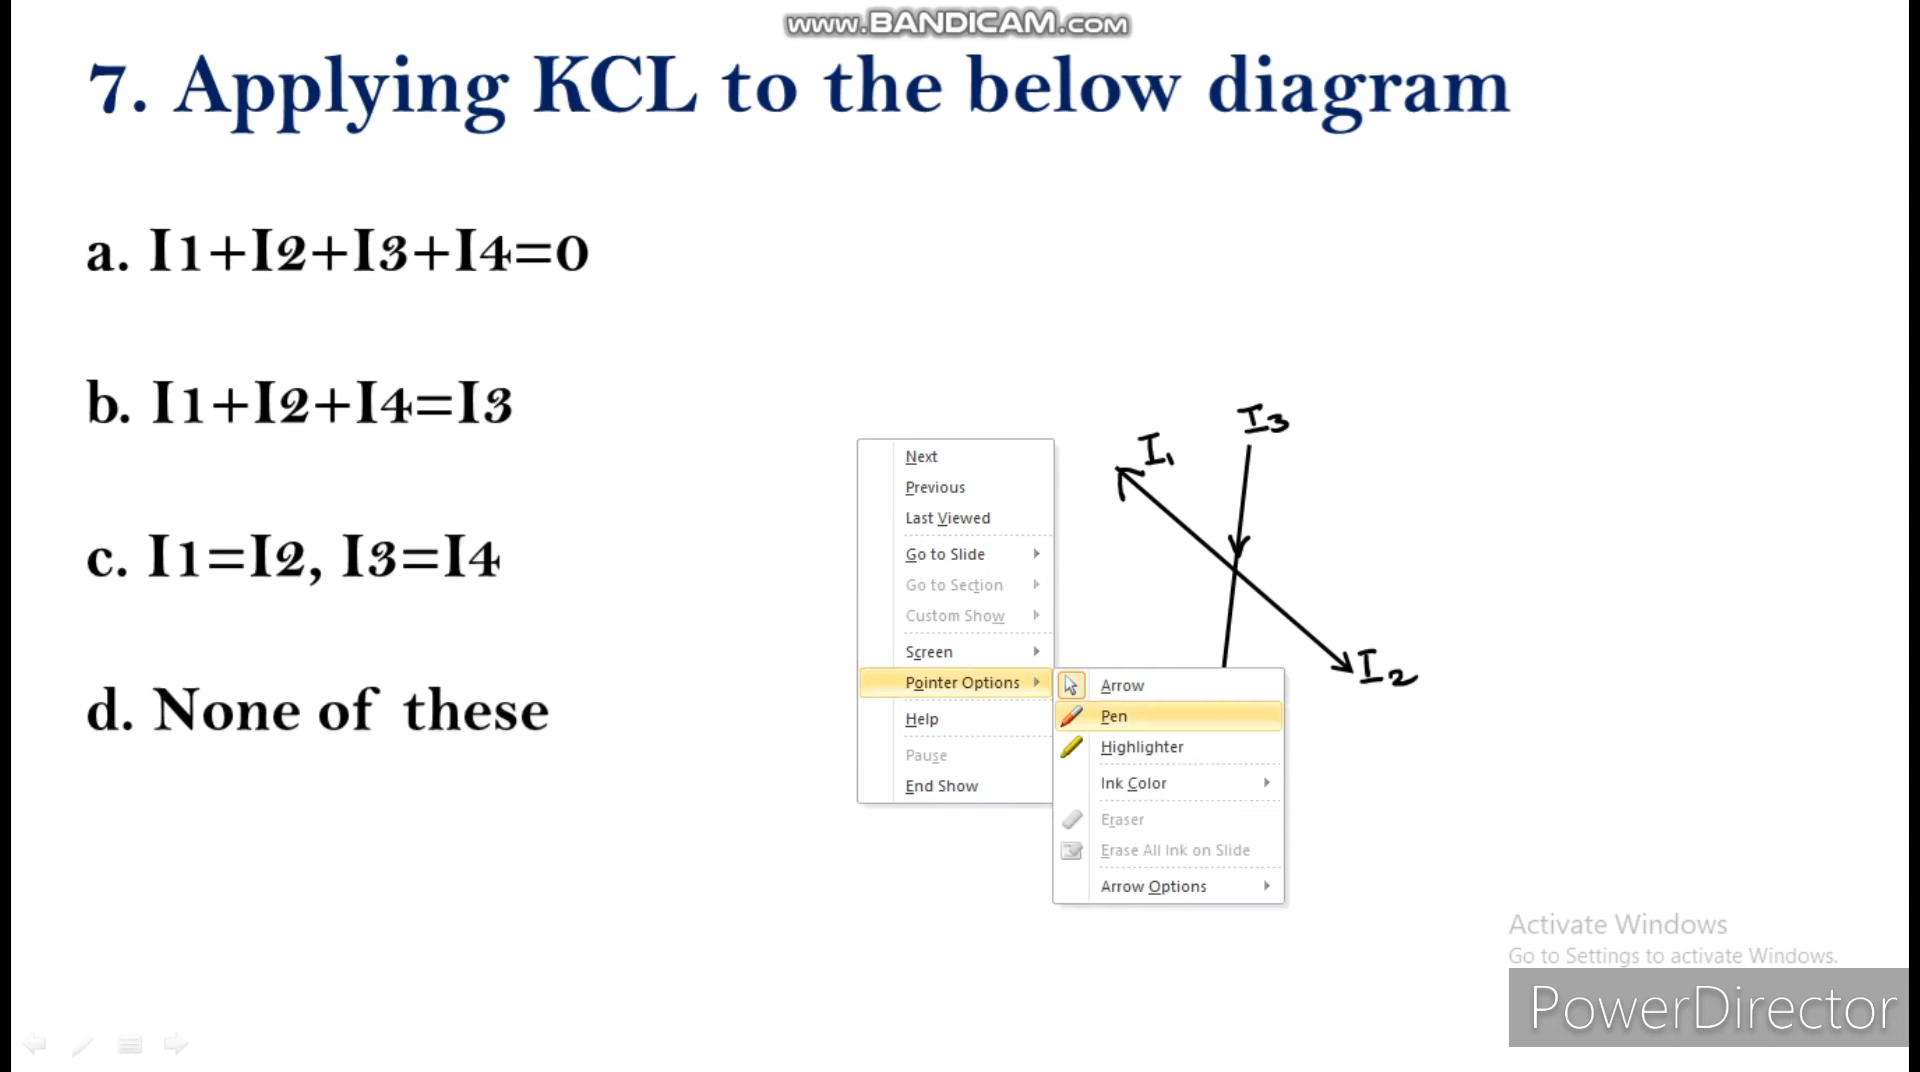 www.BANDICAM.com
7. Applying KCL to the below diagram
a. I1+I2+I3+I4=0
b. I1+I2+I4=I3
c. I1=I2, I3=I4
d. None of these
I3
I1
I2
Next
Previous
Last Viewed
Go to Slide
Go to Section
Custom Show
Screen
Pointer Options
Help
Pause
End Show
Arrow
Pen
Highlighter
Ink Color
Eraser
Erase All Ink on Slide
Arrow Options
Activate Windows
Go to Settings to activate Windows.
PowerDirector